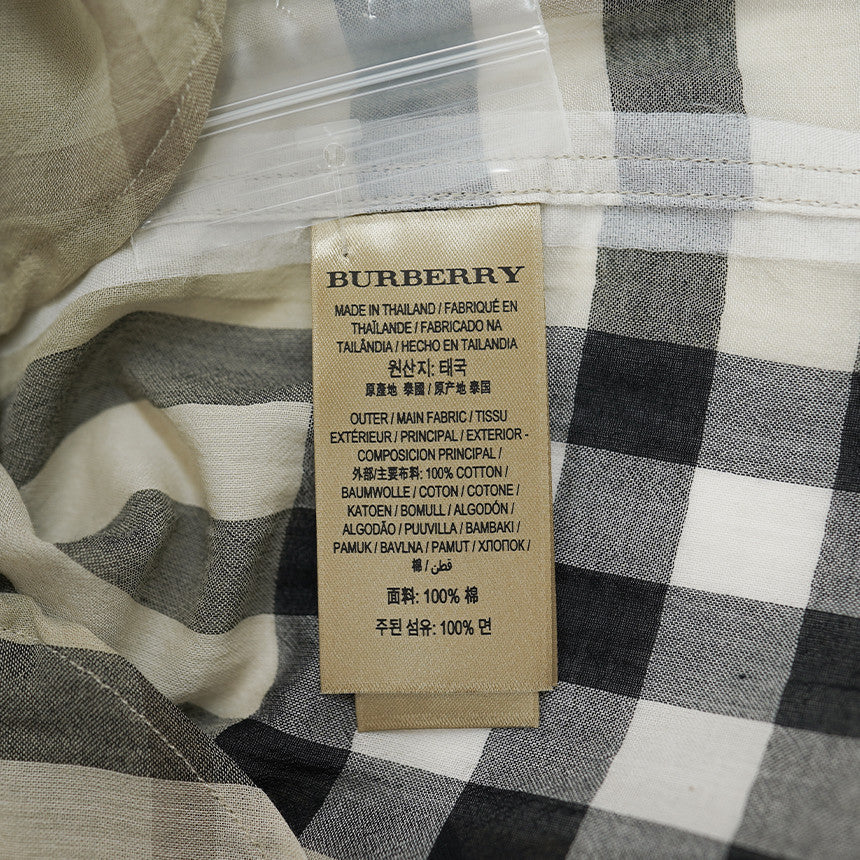 BURBERRY
MADE IN THAILAND / FABRIQUÉ EN
THAÏLANDE / FABRICADO NA
TAILÂNDIA / HECHO EN TAILANDIA
원산지: 태국
原產地 泰國 / 原产地 泰国
OUTER / MAIN FABRIC / TISSU
EXTÉRIEUR / PRINCIPAL / EXTERIOR -
COMPOSICION PRINCIPAL /
外部/主要布料: 100% COTTON /
BAUMWOLLE / COTON / COTONE /
KATOEN / BOMULL / ALGODÓN /
ALGODÃO / PUUVILLA / BAMBAKI /
PAMUK / BAVLNA / PAMUT / ХЛОПОК /
棉 / قطن
面料: 100% 棉
주된 섬유: 100% 면